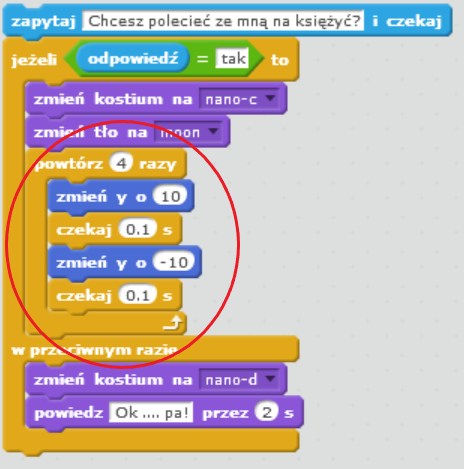 zapytaj Chcesz polecieć ze mną na księżyć? i czekaj
jeżeli odpowiedź = tak to
zmień kostium na nano-c
zmień tło na moon
powtórz 4 razy
zmień y o 10
czekaj 0.1 s
zmień y o -10
czekaj 0.1 s
w przeciwnym razie
zmień kostium na nano-d
powiedz Ok .... pa! przez 2 s